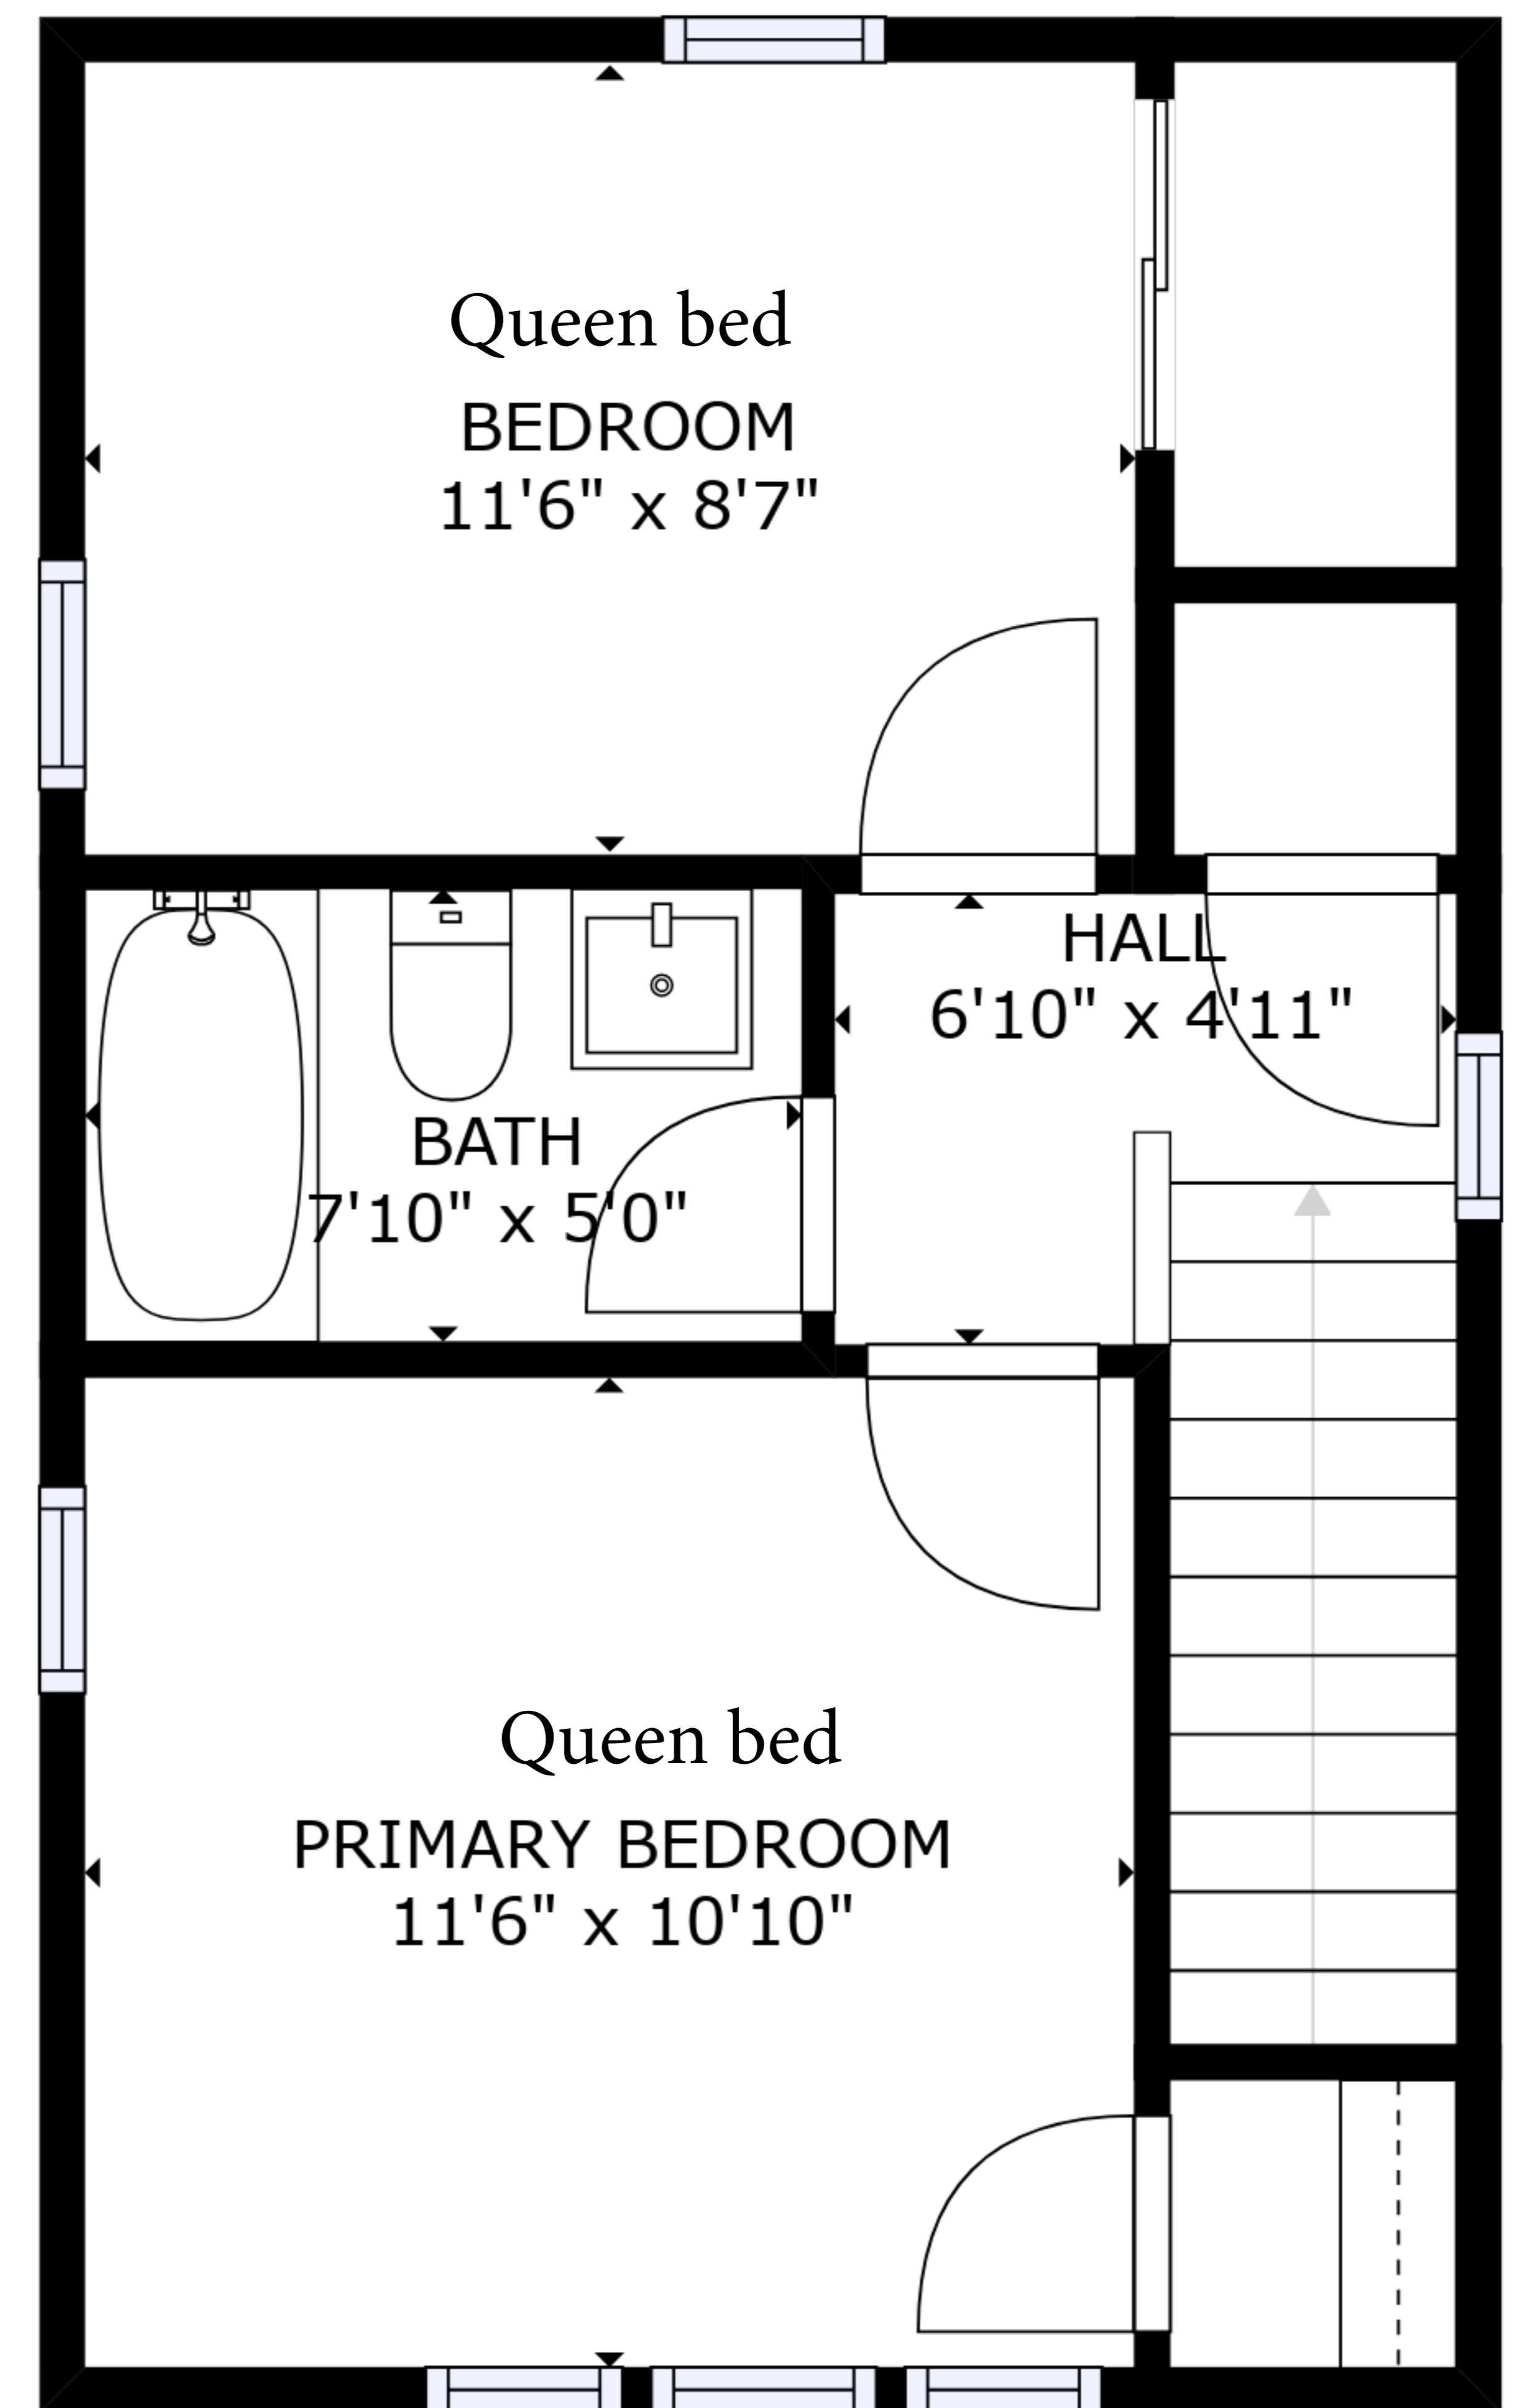 Queen bed
BEDROOM
11'6" x 8'7"
HALL
6'10" x 4'11"
BATH
7'10" x 5'0"
Queen bed
PRIMARY BEDROOM
11'6" x 10'10"